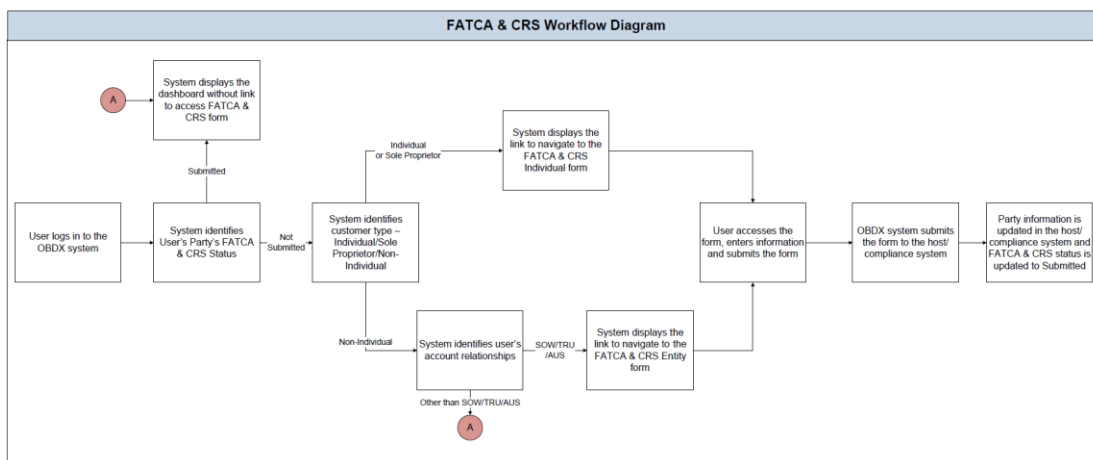 FATCA & CRS Workflow Diagram
System displays the
dashboard without link
to access FATCA &
CRS form
A
System displays the
link to navigate to the
FATCA & CRS
Individual form
Individual
or Sole Proprietor
Submitted
User logs in to the
OBDX system
System identifies
User's Party's FATCA
& CRS Status
Not
Submitted
System identifies
customer type –
Individual/Sole
Proprietor/Non-
Individual
User accesses the
form, enters information
and submits the form
OBDX system submits
the form to the host/
compliance system
Party information is
updated in the host/
compliance system and
FATCA & CRS status is
updated to Submitted
Non-Individual
System identifies user's
account relationships
SOW/TRU
/AUS
System displays the
link to navigate to the
FATCA & CRS Entity
form
Other than SOW/TRU/AUS
A